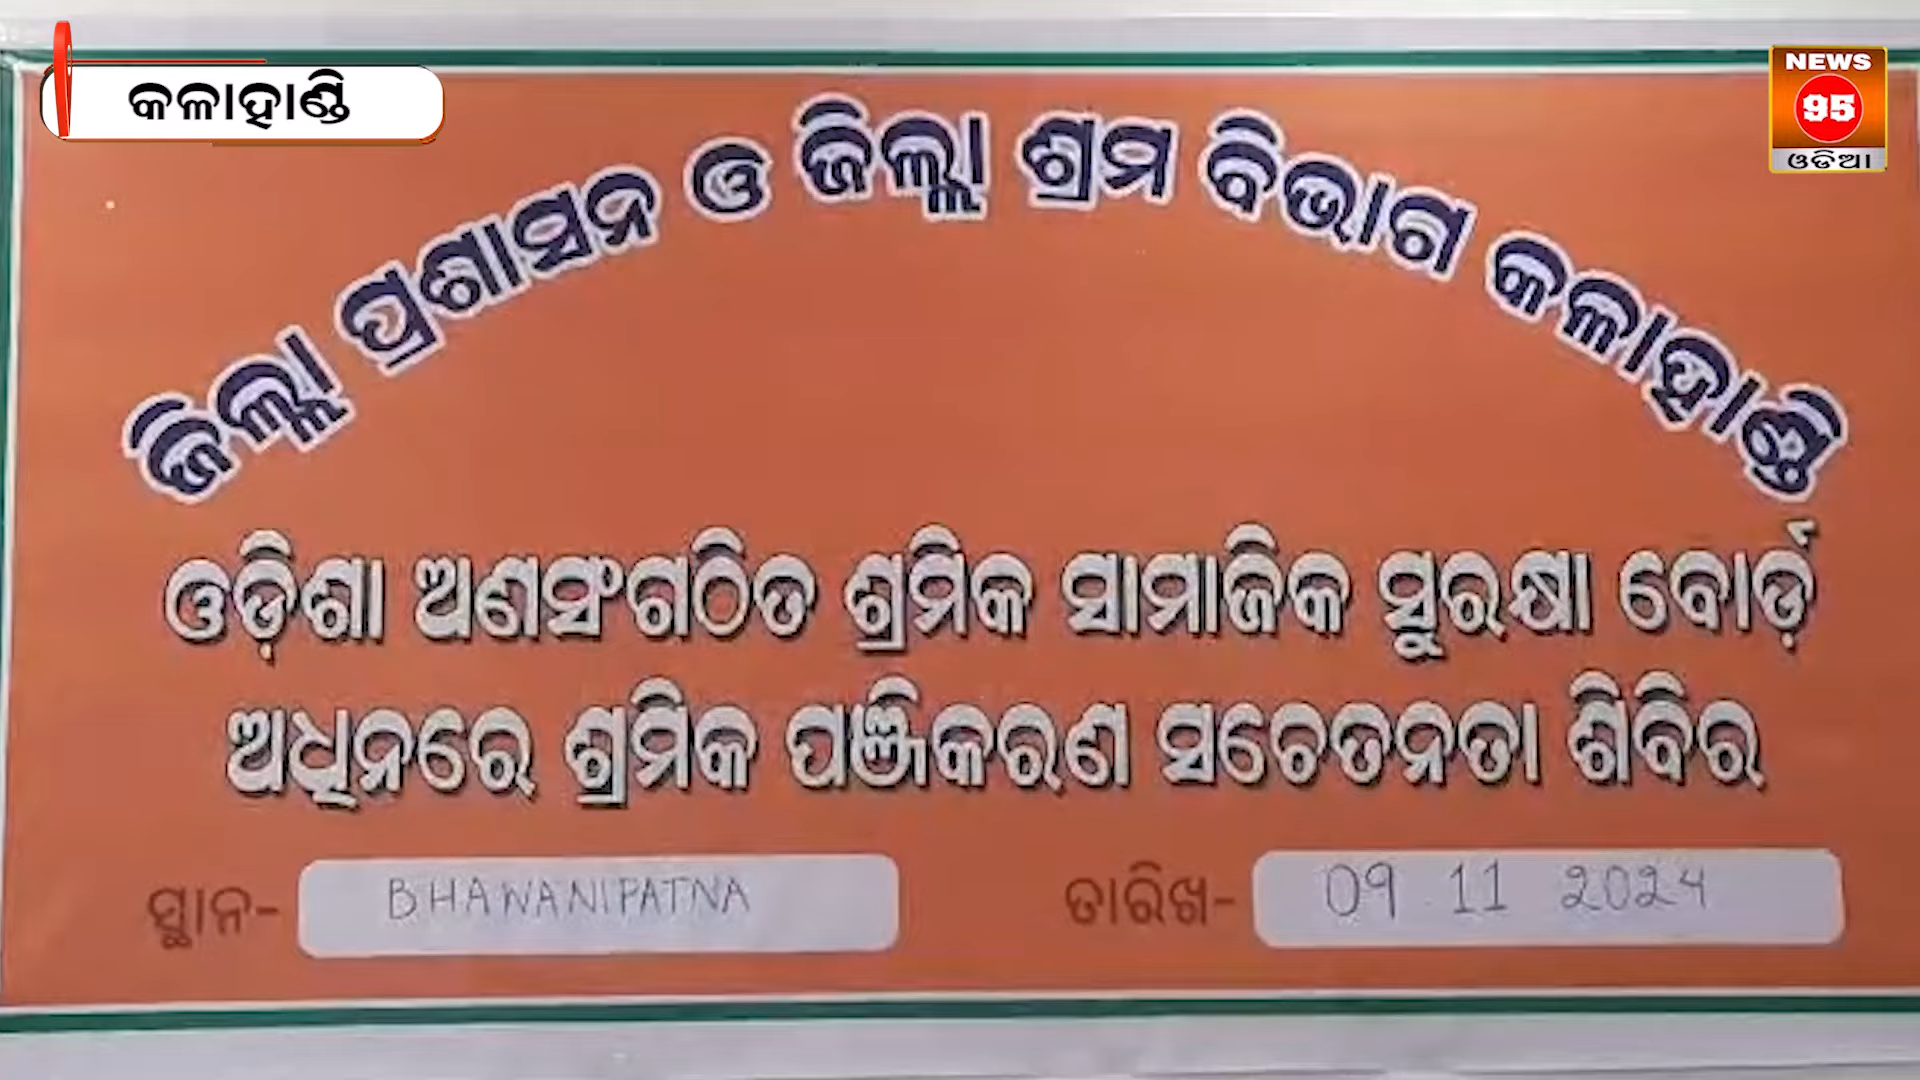 କଳାହାଣ୍ଡି
NEWS
95
ଓଡିଆ
ଜିଲ୍ଲା ପ୍ରଶାସନ ଓ ଜିଲ୍ଲା ଶ୍ରମ ବିଭାଗ କଳାହାଣ୍ଡି
ଓଡ଼ିଶା ଅଣସଂଗଠିତ ଶ୍ରମିକ ସାମାଜିକ ସୁରକ୍ଷା ବୋର୍ଡ଼
ଅଧିନରେ ଶ୍ରମିକ ପଞ୍ଜିକରଣ ସଚେତନତା ଶିବିର
ସ୍ଥାନ- BHAWANIPATNA
ତାରିଖ- 09 11 2024